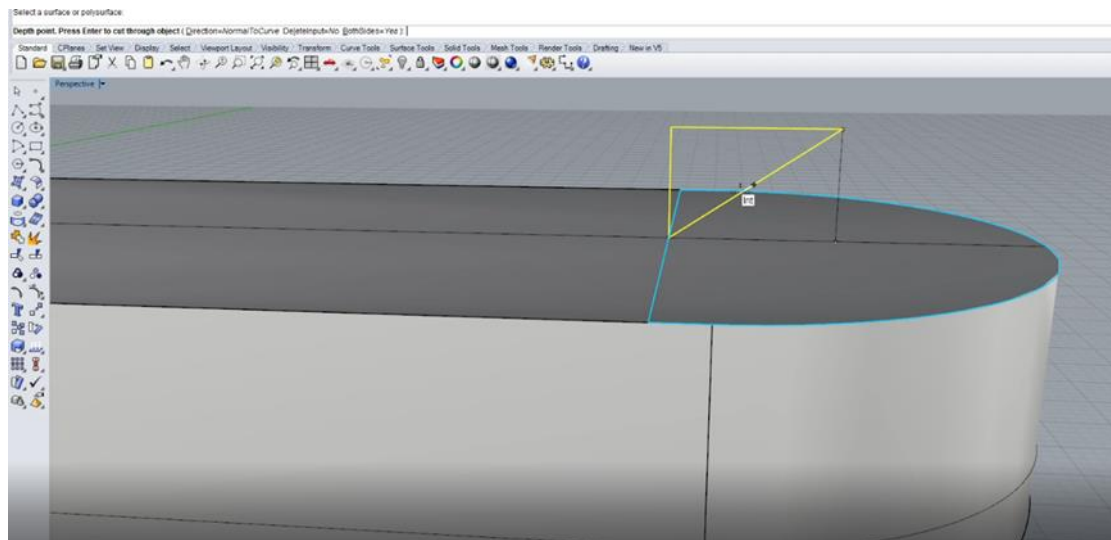 Select a surface or polysurface:
Depth point. Press Enter to cut through object ( Direction=NormalToCurve DeleteInput=No BothSides=Yes ):
Standard CPlanes Set View Display Select Viewport Layout Visibility Transform Curve Tools Surface Tools Solid Tools Mesh Tools Render Tools Drafting New in V5
Perspective
Int